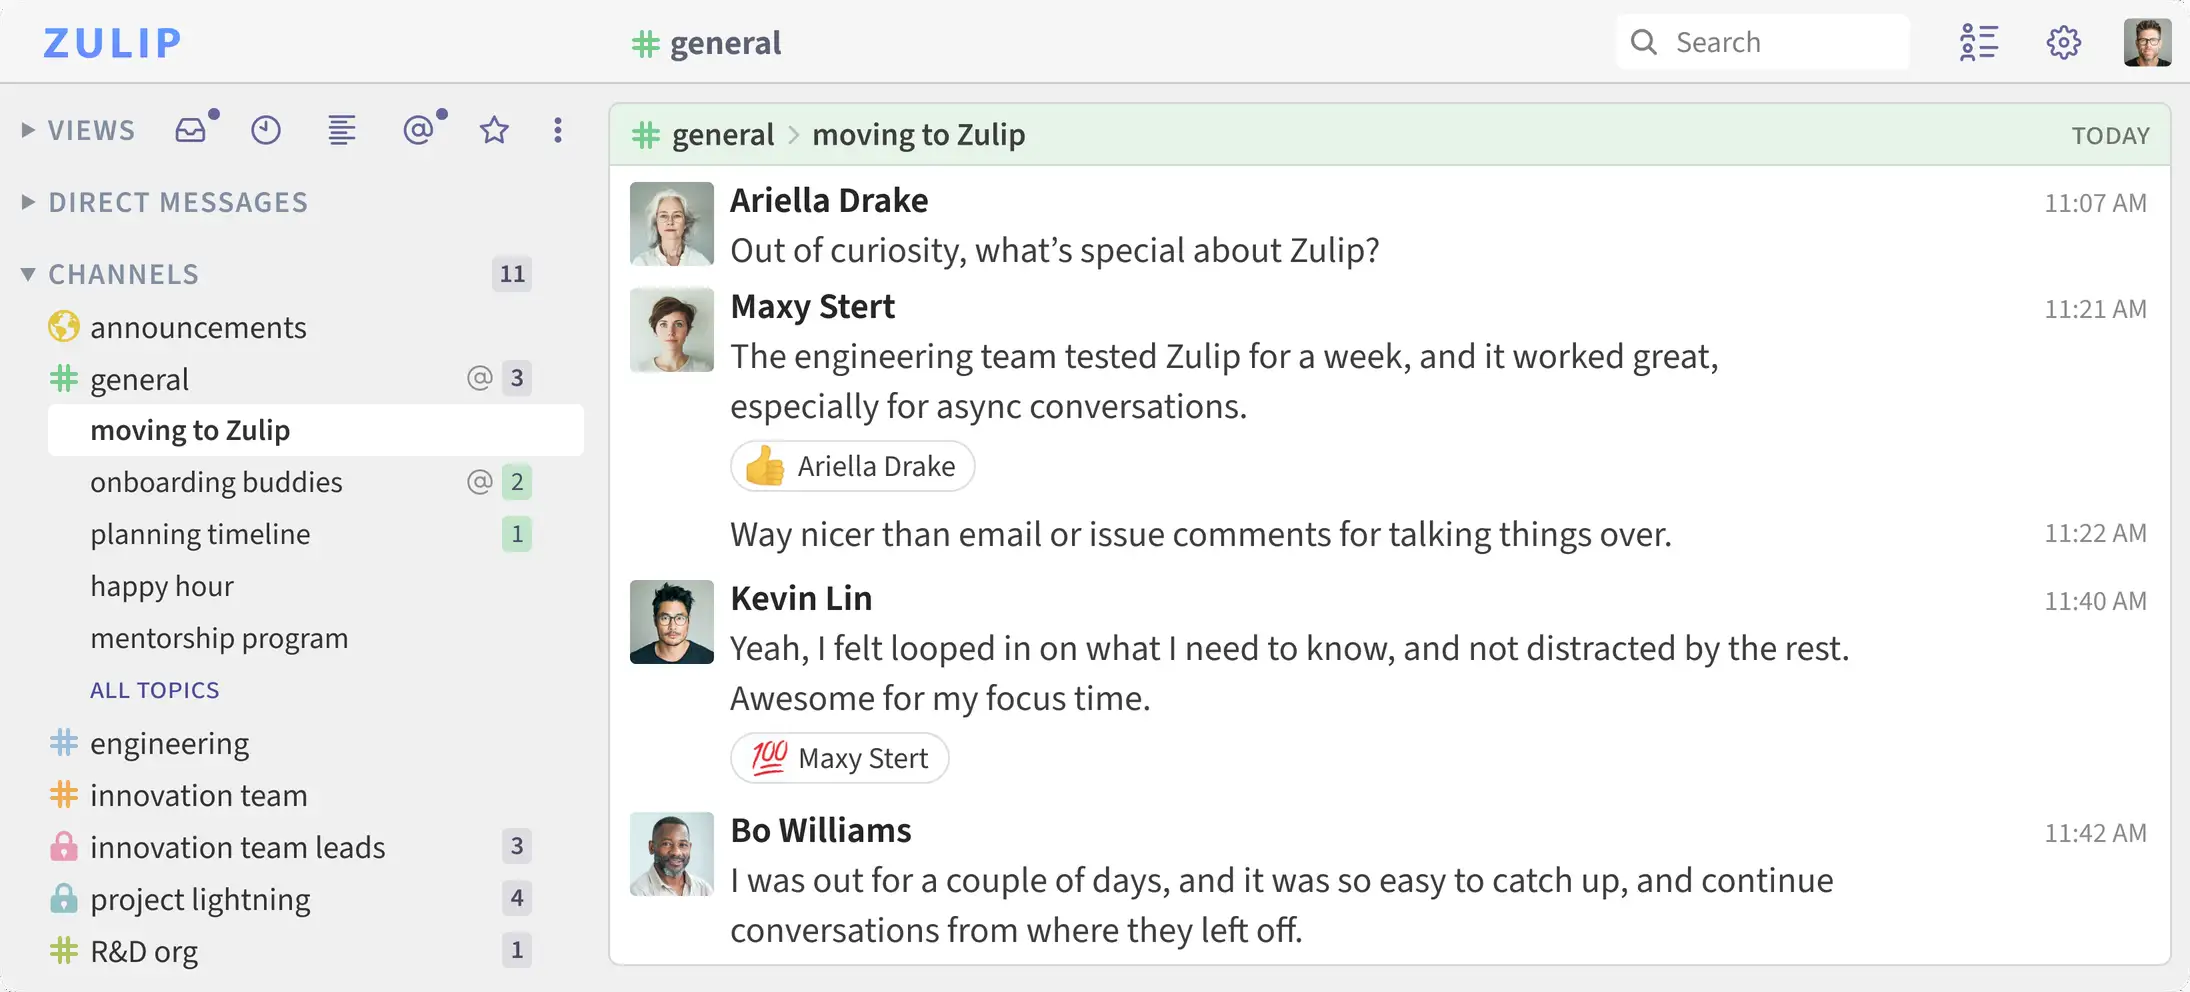 ZULIP
# general
Search
VIEWS
DIRECT MESSAGES
CHANNELS 11
announcements
# general @ 3
moving to Zulip
onboarding buddies @ 2
planning timeline 1
happy hour
mentorship program
ALL TOPICS
# engineering
# innovation team
innovation team leads 3
project lightning 4
# R&D org 1
# general > moving to Zulip TODAY
Ariella Drake 11:07 AM
Out of curiosity, what’s special about Zulip?
Maxy Stert 11:21 AM
The engineering team tested Zulip for a week, and it worked great,
especially for async conversations.
👍 Ariella Drake
Way nicer than email or issue comments for talking things over. 11:22 AM
Kevin Lin 11:40 AM
Yeah, I felt looped in on what I need to know, and not distracted by the rest.
Awesome for my focus time.
💯 Maxy Stert
Bo Williams 11:42 AM
I was out for a couple of days, and it was so easy to catch up, and continue
conversations from where they left off.